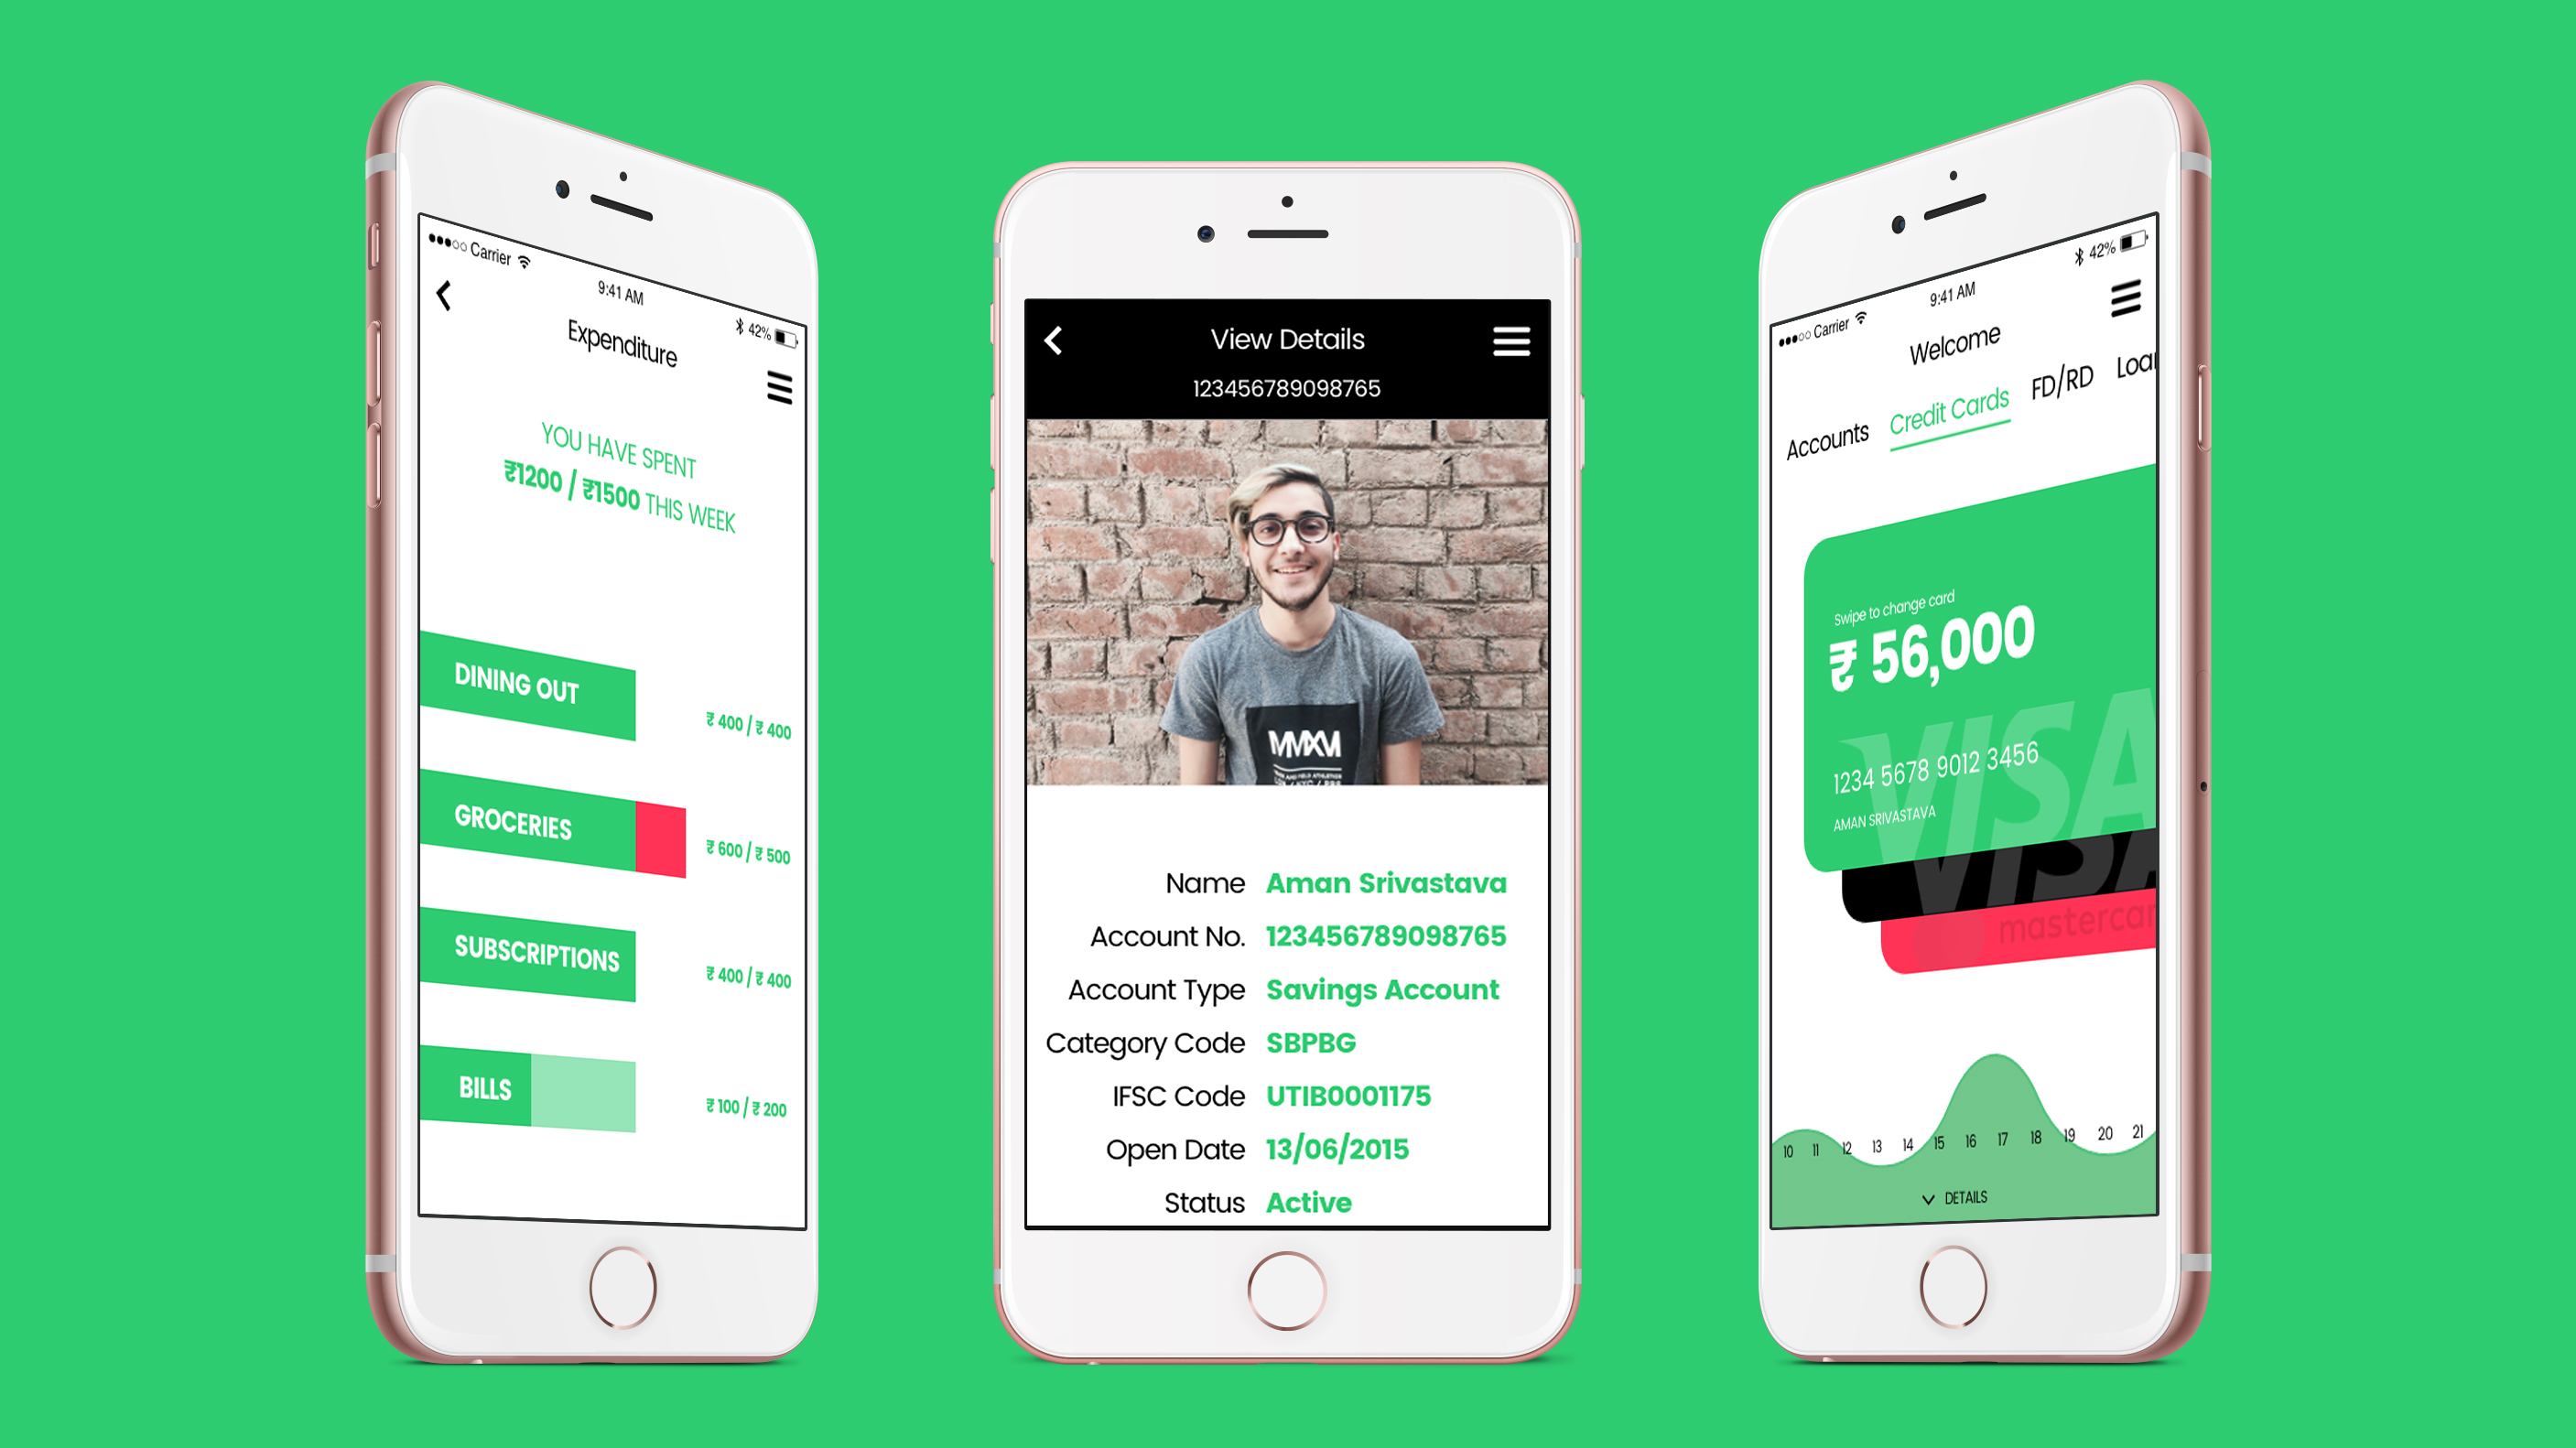 Carrier
9:41 AM
42%
Expenditure
YOU HAVE SPENT
₹1200 / ₹1500 THIS WEEK
DINING OUT
₹ 400 / ₹ 400
GROCERIES
₹ 600 / ₹ 500
SUBSCRIPTIONS
₹ 400 / ₹ 400
BILLS
₹ 100 / ₹ 200
View Details
123456789098765
MMXVI
Name Aman Srivastava
Account No. 123456789098765
Account Type Savings Account
Category Code SBPBG
IFSC Code UTIB0001175
Open Date 13/06/2015
Status Active
Carrier
9:41 AM
42%
Welcome
Accounts Credit Cards FD/RD Loa
Swipe to change card
₹ 56,000
VISA
1234 5678 9012 3456
AMAN SRIVASTAVA
VISA
mastercar
10 11 12 13 14 15 16 17 18 19 20 21
DETAILS